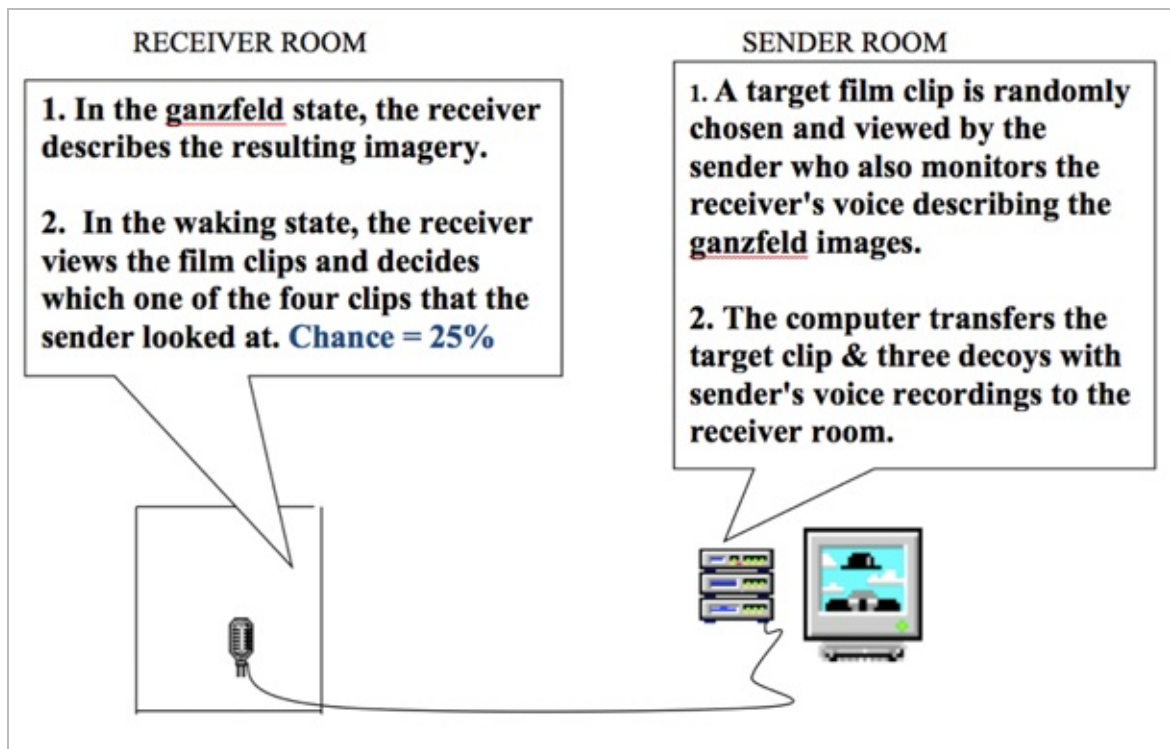 RECEIVER ROOM
1. In the ganzfeld state, the receiver
describes the resulting imagery.
2. In the waking state, the receiver
views the film clips and decides
which one of the four clips that the
sender looked at. Chance = 25%
SENDER ROOM
1. A target film clip is randomly
chosen and viewed by the
sender who also monitors the
receiver's voice describing the
ganzfeld images.
2. The computer transfers the
target clip & three decoys with
sender's voice recordings to the
receiver room.